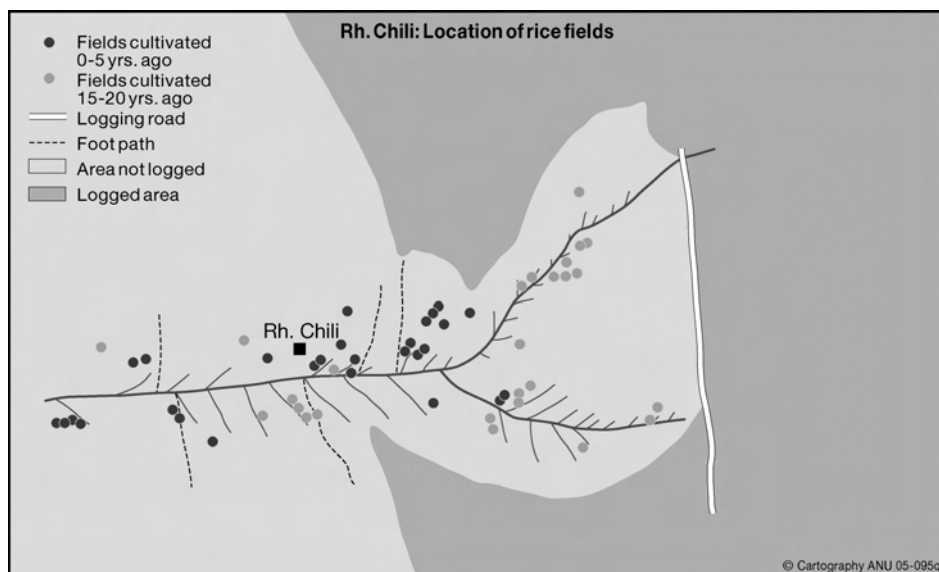 Rh. Chili: Location of rice fields
Fields cultivated
0-5 yrs. ago
Fields cultivated
15-20 yrs. ago
Logging road
Foot path
Area not logged
Logged area
Rh. Chili
© Cartography ANU 05-095q